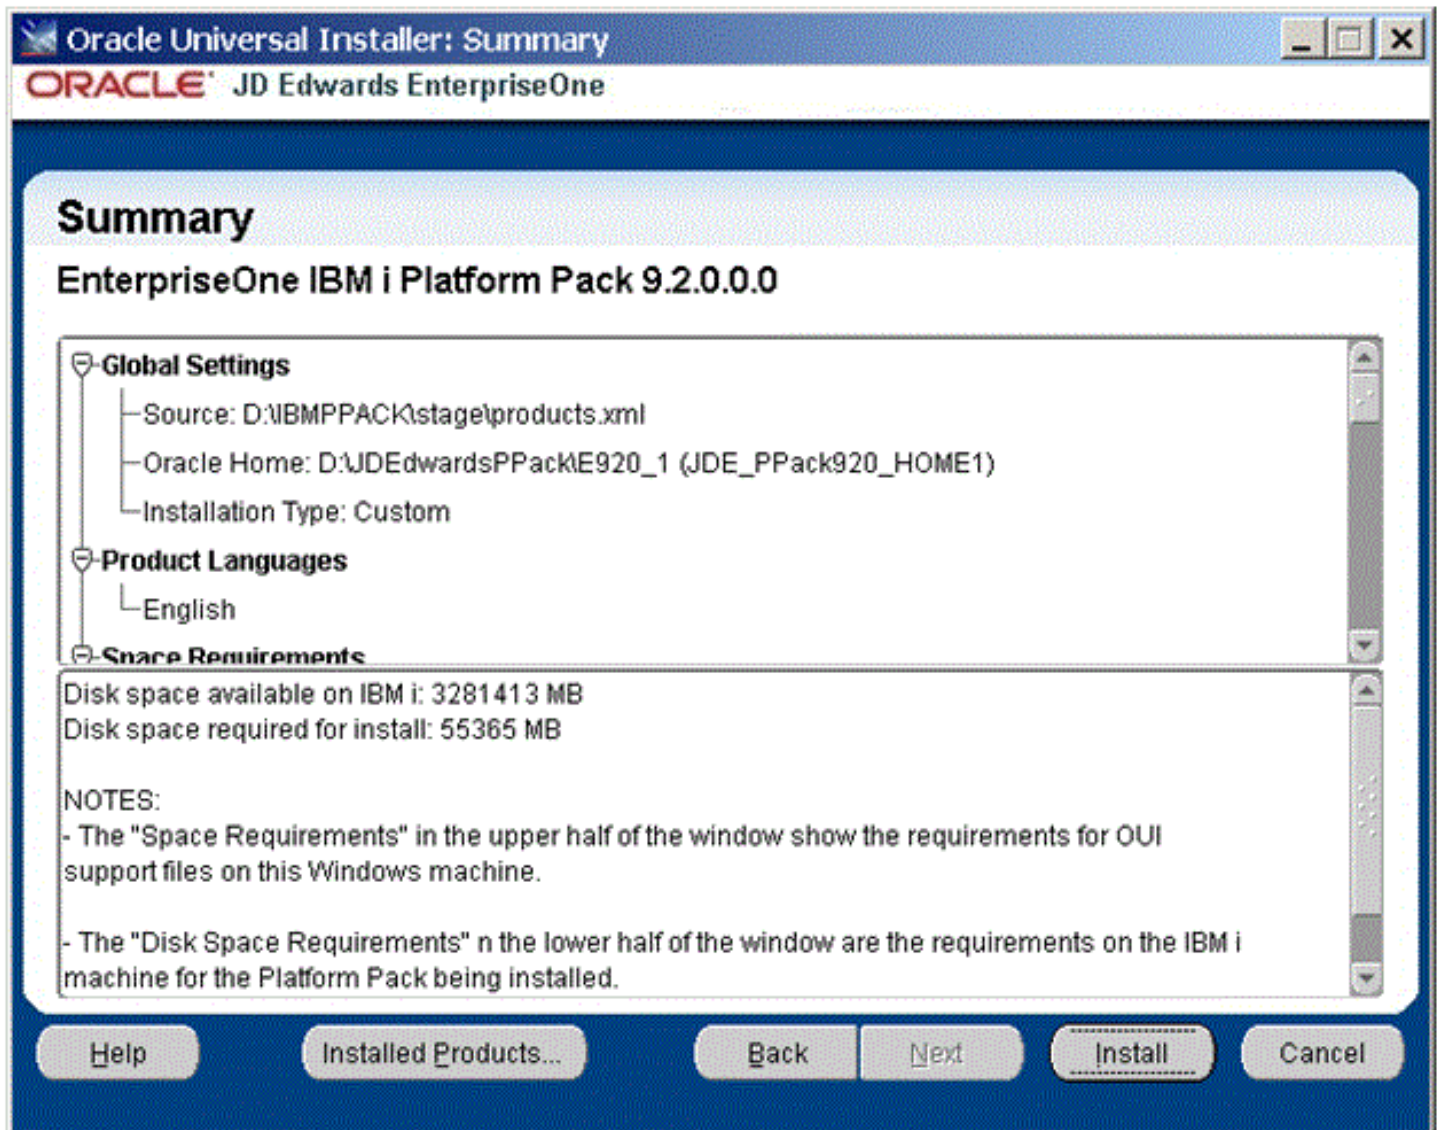 Oracle Universal Installer: Summary
ORACLE JD Edwards EnterpriseOne
Summary
EnterpriseOne IBM i Platform Pack 9.2.0.0.0
Global Settings
Source: D:\IBMPPACK\stage\products.xml
Oracle Home: D:\JDEdwardsPPack\E920_1 (JDE_PPack920_HOME1)
Installation Type: Custom
Product Languages
English
Space Requirements
Disk space available on IBM i: 3281413 MB
Disk space required for install: 55365 MB
NOTES:
- The "Space Requirements" in the upper half of the window show the requirements for OUI
support files on this Windows machine.
- The "Disk Space Requirements" n the lower half of the window are the requirements on the IBM i
machine for the Platform Pack being installed.
Help Installed Products... Back Next Install Cancel